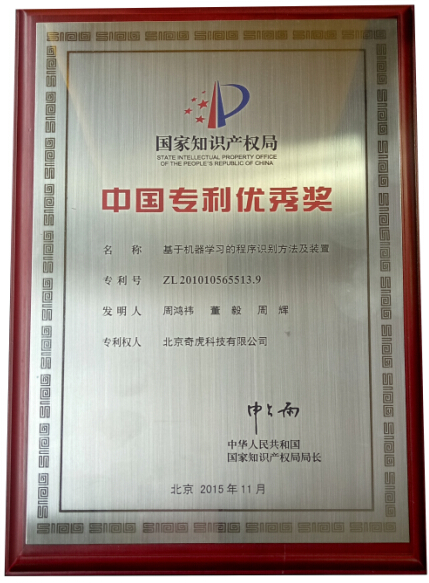 国家知识产权局
STATE INTELLECTUAL PROPERTY OFFICE
OF THE PEOPLE'S REPUBLIC OF CHINA
中国专利优秀奖
名 称 基于机器学习的程序识别方法及装置
专 利 号 ZL 201010565513.9
发 明 人 周鸿祎 董 毅 周 辉
专利权人 北京奇虎科技有限公司
申长雨
中华人民共和国
国家知识产权局局长
北京 2015 年 11 月